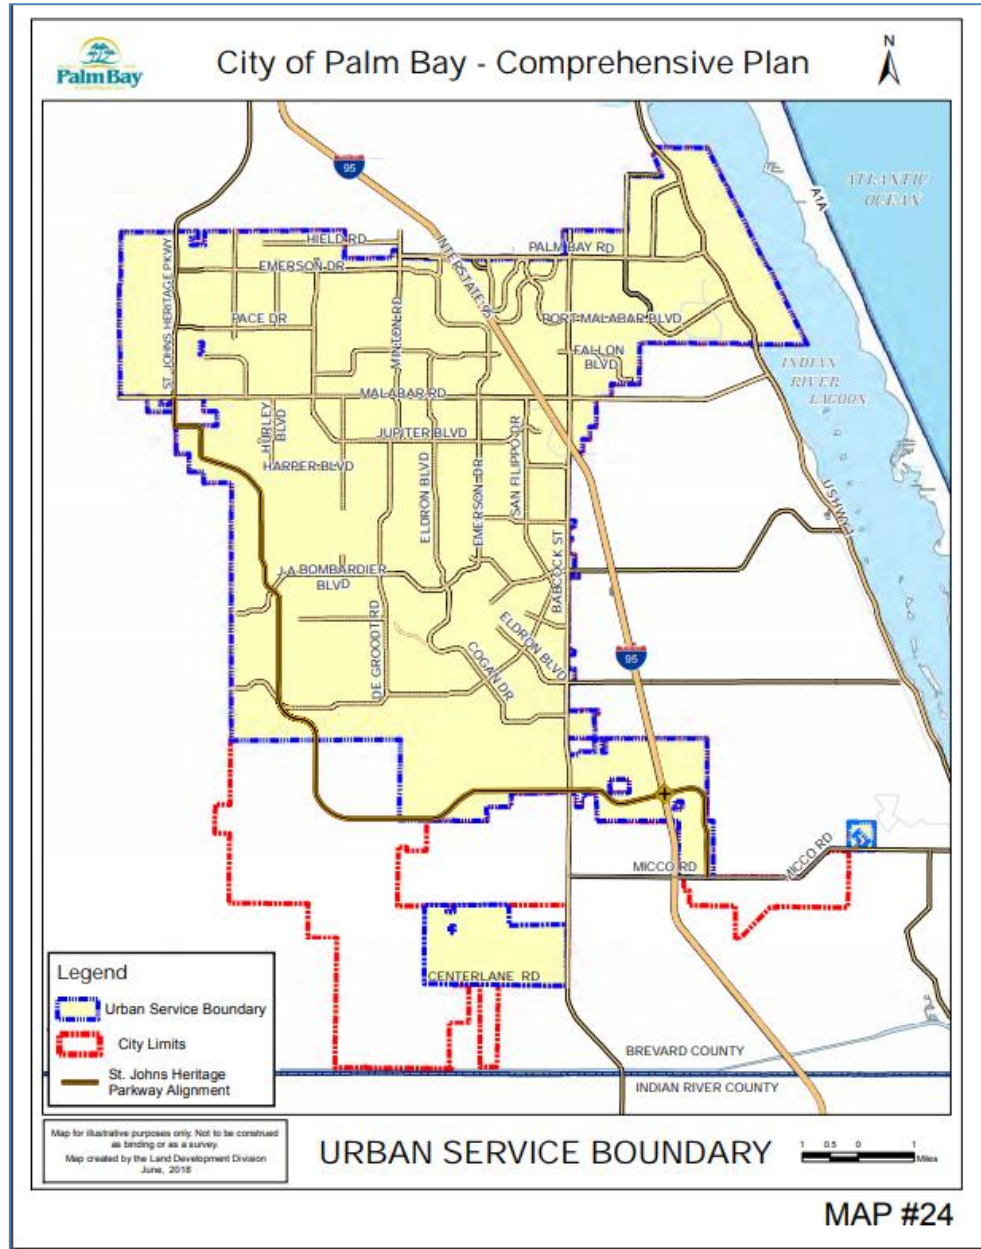 Palm Bay
City of Palm Bay - Comprehensive Plan
N
95
A1A
ATLANTIC
OCEAN
HIELD RD
PALM BAY RD
INTERSTATE 95
EMERSON DR
ST. JOHNS HERITAGE PKWY
PACE DR
MINTON RD
PORT MALABAR BLVD
FALLON
BLVD
INDIAN
RIVER
LAGOON
MALABAR RD
HURLEY
BLVD
JUPITER BLVD
SAN FILIPPO DR
HARPER BLVD
ELDRON BLVD
EMERSON DR
US HWY 1
BABCOCK ST
J.A BOMBARDIER
BLVD
DE GROODT RD
ELDRON BLVD
COGAN DR
95
MICCO RD
MICCO RD
CENTERLANE RD
Legend
Urban Service Boundary
City Limits
St. Johns Heritage
Parkway Alignment
BREVARD COUNTY
INDIAN RIVER COUNTY
Map for illustrative purposes only. Not to be construed
as binding or as a survey.
Map created by the Land Development Division
June, 2018
URBAN SERVICE BOUNDARY
1 0.5 0 1
Miles
MAP #24